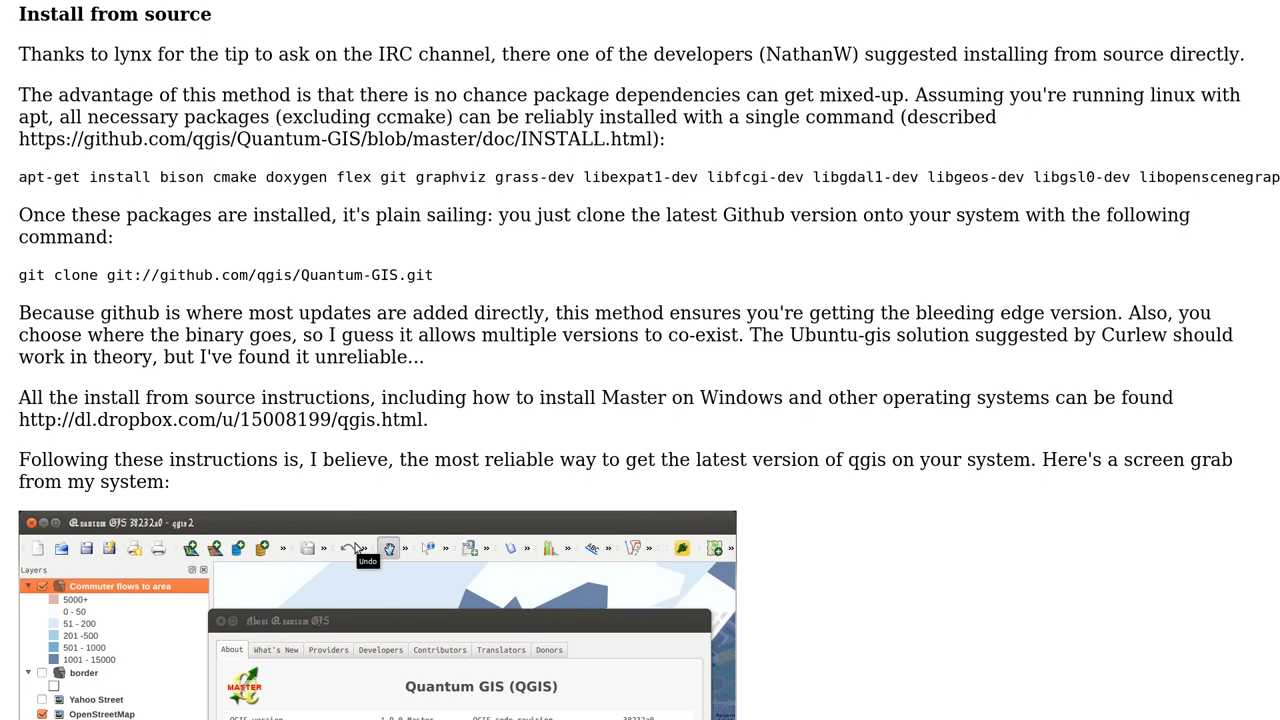 Install from source
Thanks to lynx for the tip to ask on the IRC channel, there one of the developers (NathanW) suggested installing from source directly.
The advantage of this method is that there is no chance package dependencies can get mixed-up. Assuming you're running linux with
apt, all necessary packages (excluding ccmake) can be reliably installed with a single command (described
https://github.com/qgis/Quantum-GIS/blob/master/doc/INSTALL.html):
apt-get install bison cmake doxygen flex git graphviz grass-dev libexpat1-dev libfcgi-dev libgdal1-dev libgeos-dev libgsl0-dev libopenscenegrap
Once these packages are installed, it's plain sailing: you just clone the latest Github version onto your system with the following
command:
git clone git://github.com/qgis/Quantum-GIS.git
Because github is where most updates are added directly, this method ensures you're getting the bleeding edge version. Also, you
choose where the binary goes, so I guess it allows multiple versions to co-exist. The Ubuntu-gis solution suggested by Curlew should
work in theory, but I've found it unreliable...
All the install from source instructions, including how to install Master on Windows and other operating systems can be found
http://dl.dropbox.com/u/15008199/qgis.html.
Following these instructions is, I believe, the most reliable way to get the latest version of qgis on your system. Here's a screen grab
from my system:
Quantum GIS 38232a0 - qgis2
Undo
Layers
Commuter flows to area
5000+
0 - 50
51 - 200
201 -500
501 - 1000
1001 - 15000
border
Yahoo Street
OpenStreetMap
About Quantum GIS
About What's New Providers Developers Contributors Translators Donors
MASTER
Quantum GIS (QGIS)
QGIS version 1.9.0-Master QGIS code revision 38232a0